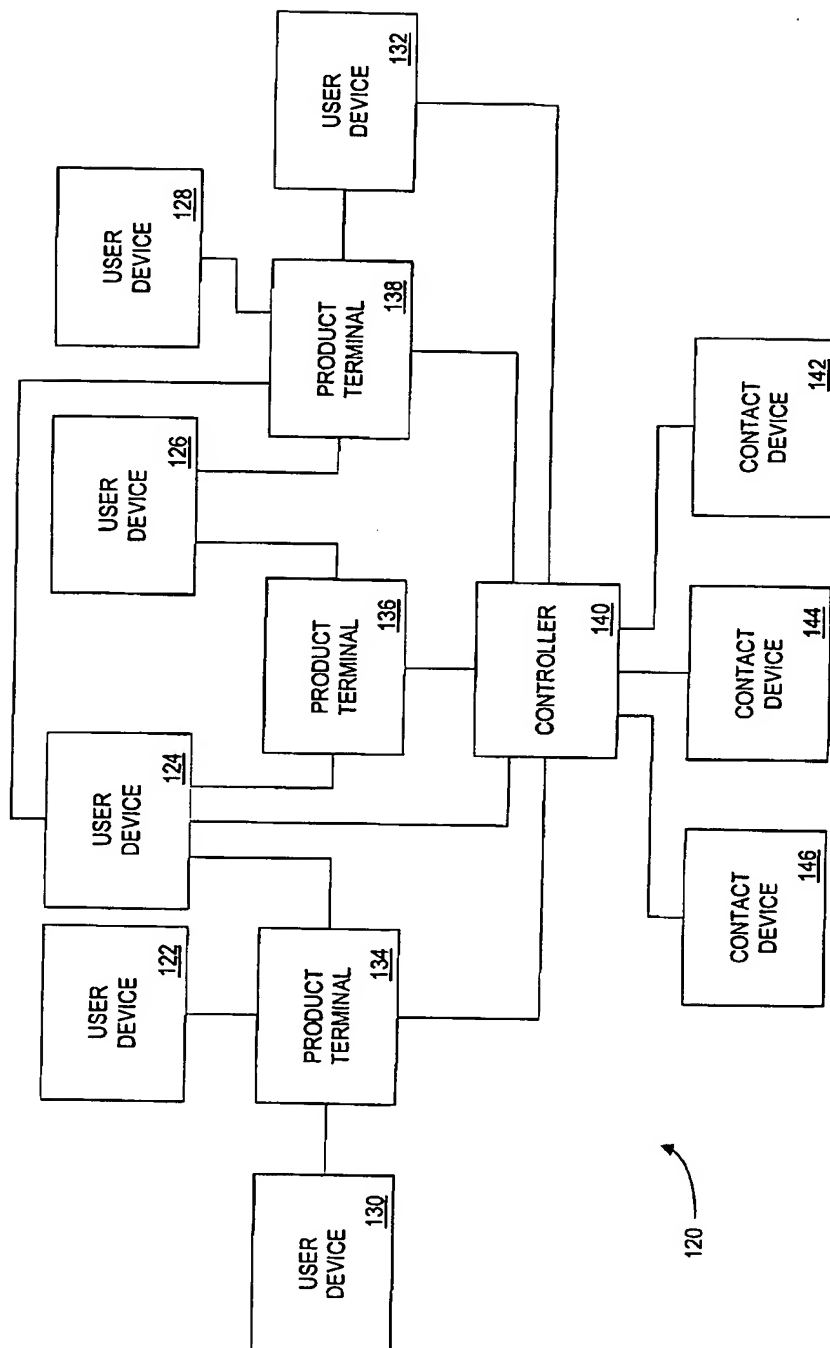 USER
DEVICE
122
USER
DEVICE
124
USER
DEVICE
126
USER
DEVICE
128
USER
DEVICE
130
PRODUCT
TERMINAL
134
PRODUCT
TERMINAL
136
PRODUCT
TERMINAL
138
USER
DEVICE
132
CONTROLLER
140
CONTACT
DEVICE
146
CONTACT
DEVICE
144
CONTACT
DEVICE
142
120